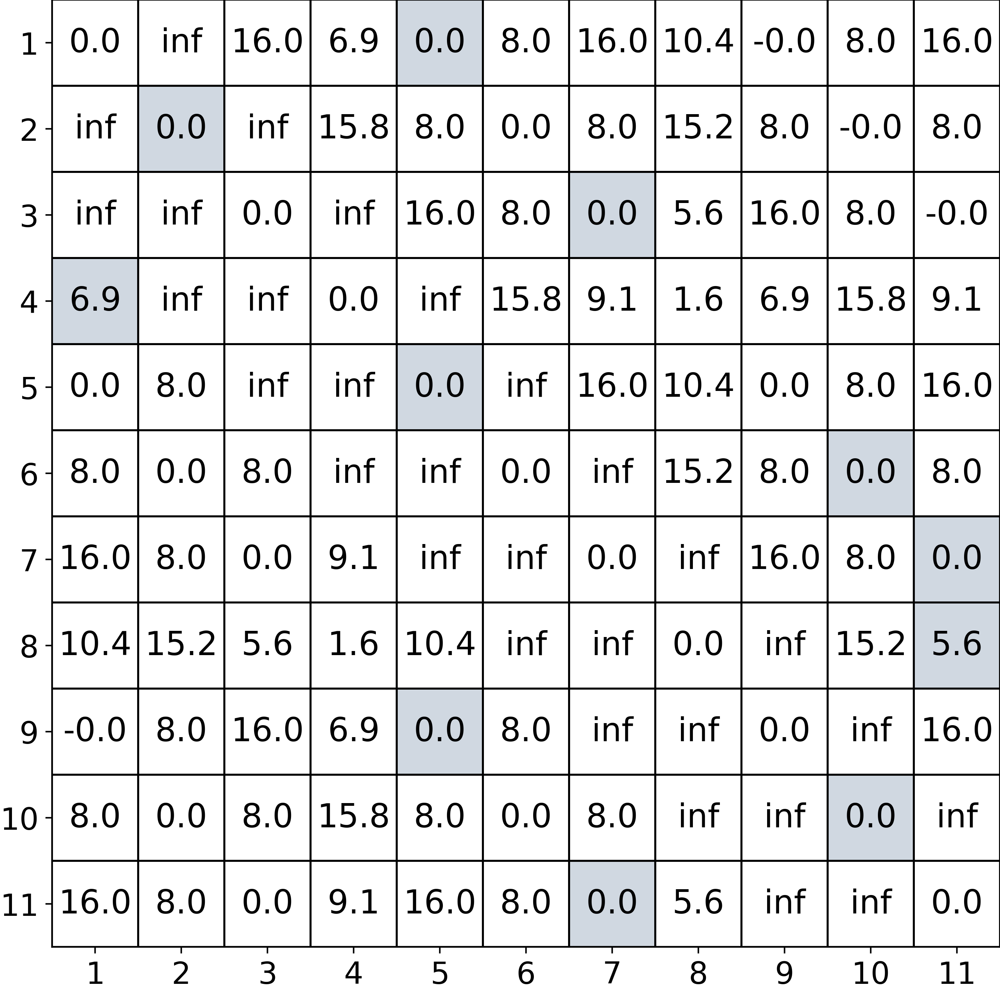 1 0.0 inf 16.0 6.9 0.0 8.0 16.0 10.4 -0.0 8.0 16.0
2 inf 0.0 inf 15.8 8.0 0.0 8.0 15.2 8.0 -0.0 8.0
3 inf inf 0.0 inf 16.0 8.0 0.0 5.6 16.0 8.0 -0.0
4 6.9 inf inf 0.0 inf 15.8 9.1 1.6 6.9 15.8 9.1
5 0.0 8.0 inf inf 0.0 inf 16.0 10.4 0.0 8.0 16.0
6 8.0 0.0 8.0 inf inf 0.0 inf 15.2 8.0 0.0 8.0
7 16.0 8.0 0.0 9.1 inf inf 0.0 inf 16.0 8.0 0.0
8 10.4 15.2 5.6 1.6 10.4 inf inf 0.0 inf 15.2 5.6
9 -0.0 8.0 16.0 6.9 0.0 8.0 inf inf 0.0 inf 16.0
10 8.0 0.0 8.0 15.8 8.0 0.0 8.0 inf inf 0.0 inf
11 16.0 8.0 0.0 9.1 16.0 8.0 0.0 5.6 inf inf 0.0
1 2 3 4 5 6 7 8 9 10 11